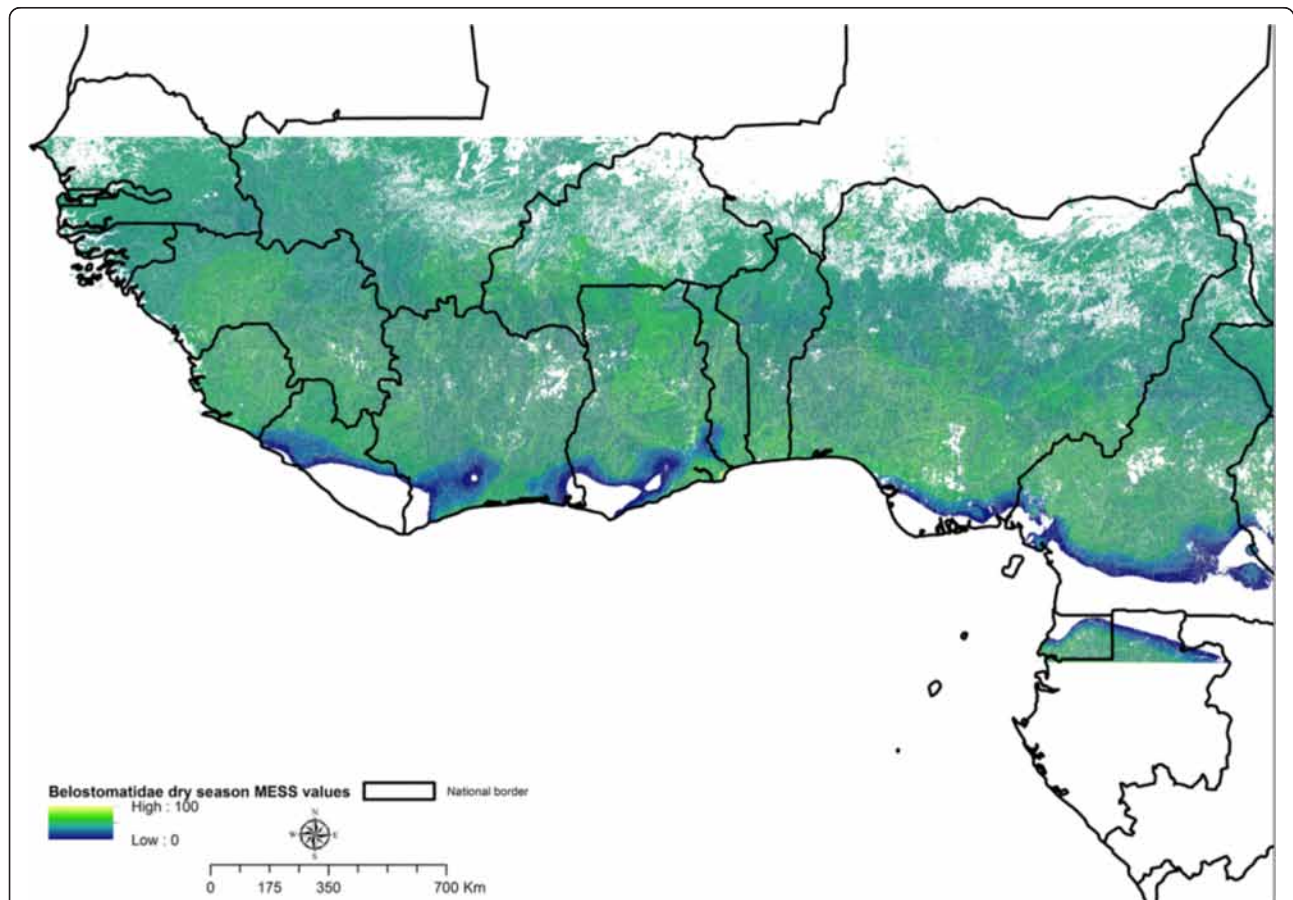 Belostomatidae dry season MESS values
National border
High : 100
Low : 0
N
W E
S
0 175 350 700 Km